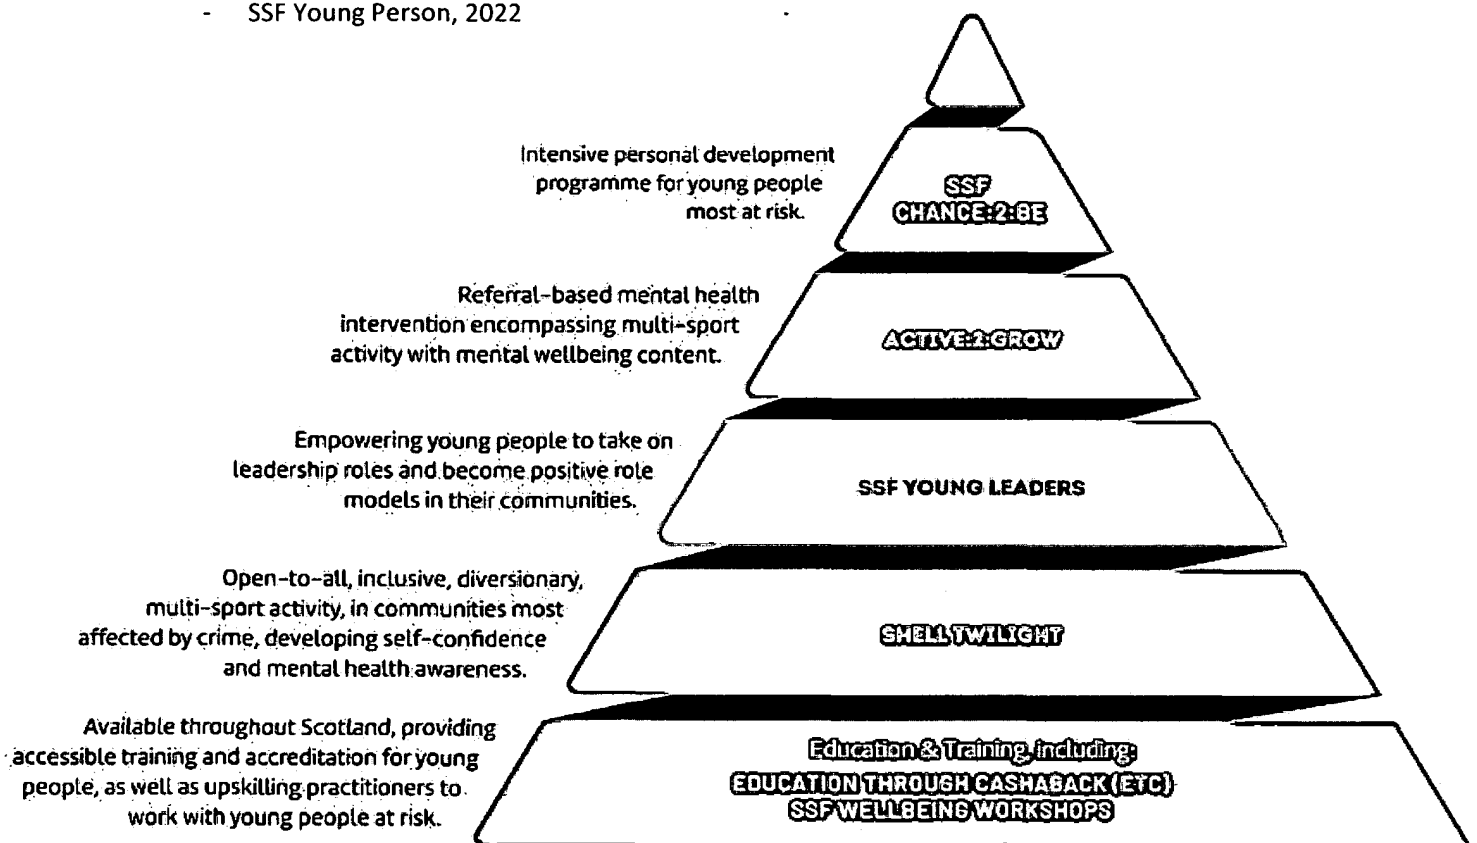 - SSF Young Person, 2022
Intensive personal development
programme for young people
most at risk.
SSF
CHANCE:2:BE
Referral-based mental health
intervention encompassing multi-sport
activity with mental wellbeing content.
ACTIVE:2:GROW
Empowering young people to take on
leadership roles and become positive role
models in their communities.
SSF YOUNG LEADERS
Open-to-all, inclusive, diversionary,
multi-sport activity, in communities most
affected by crime, developing self-confidence
and mental health awareness.
SHELL TWILIGHT
Available throughout Scotland, providing
accessible training and accreditation for young
people, as well as upskilling practitioners to
work with young people at risk.
Education & Training, including:
EDUCATION THROUGH CASHABACK (ETC)
SSF WELLBEING WORKSHOPS